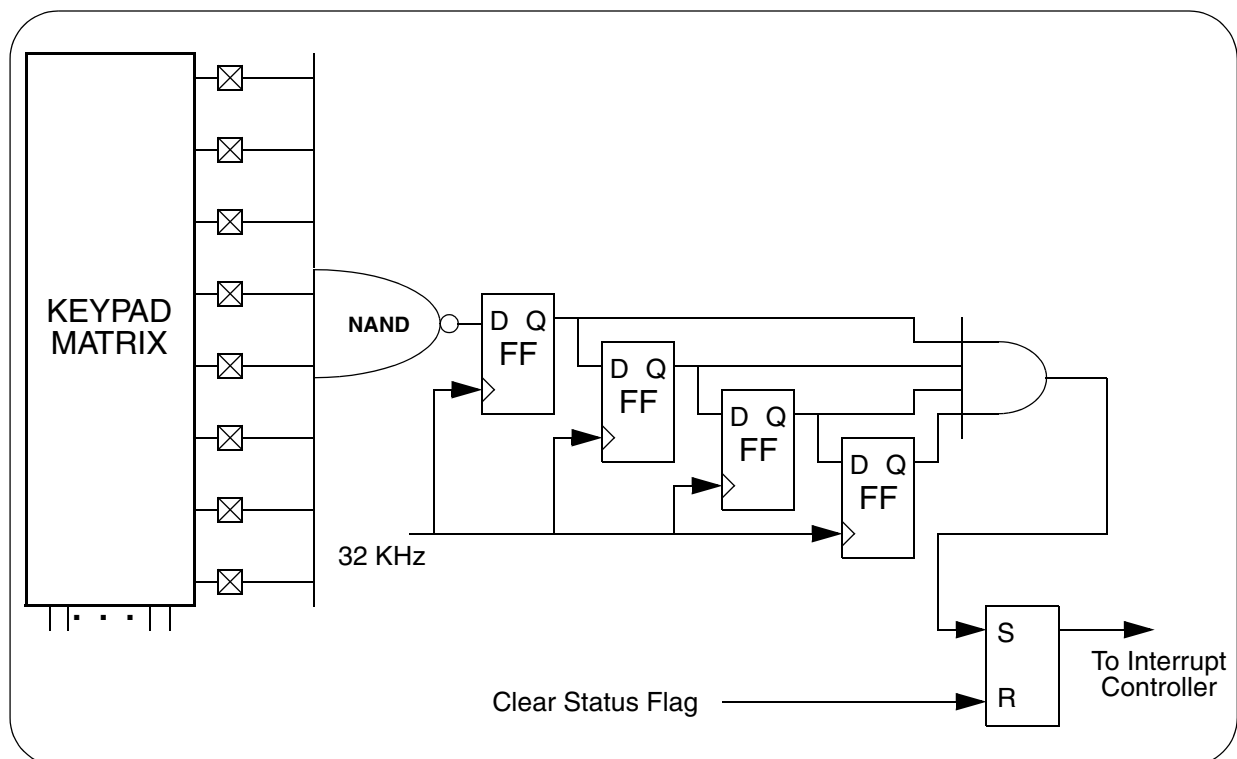 KEYPAD
MATRIX
NAND
D Q
FF
D Q
FF
D Q
FF
D Q
FF
32 KHz
S
R
To Interrupt
Controller
Clear Status Flag